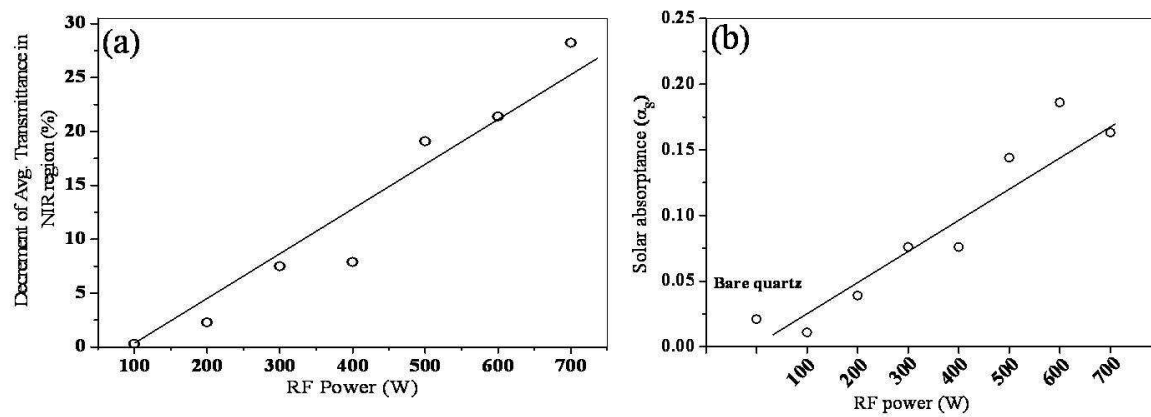 (a)
Decrement of Avg. Transmittance in
NIR region (%)
30
25
20
15
10
5
0
100 200 300 400 500 600 700
RF Power (W)
(b)
Solar absorptance (αs)
0.25
0.20
0.15
0.10
0.05
0.00
Bare quartz
100 200 300 400 500 600 700
RF power (W)